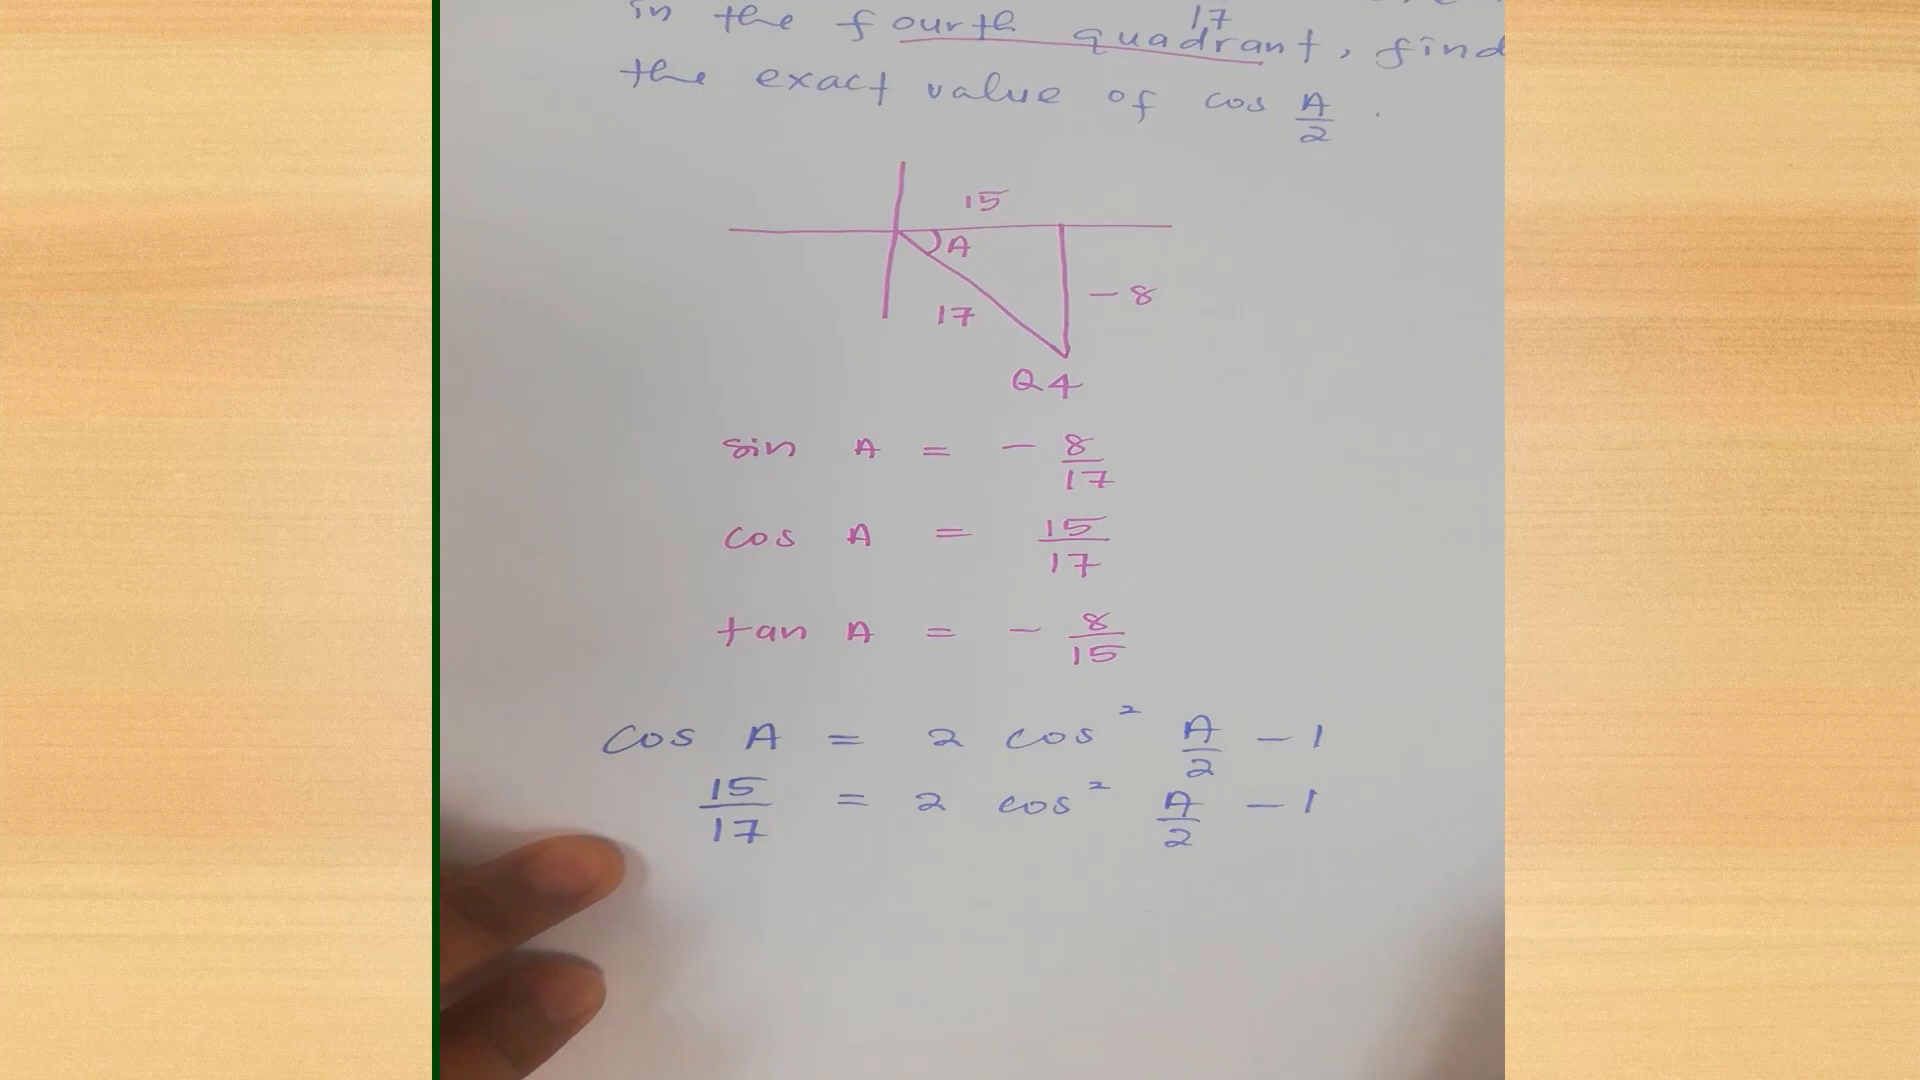 17
in the fourth quadrant, find
the exact value of cos A/2 .
15
A
-8
17
Q4
sin A = - 8/17
cos A = 15/17
tan A = - 8/15
cos A = 2 cos² A/2 - 1
15/17 = 2 cos² A/2 - 1